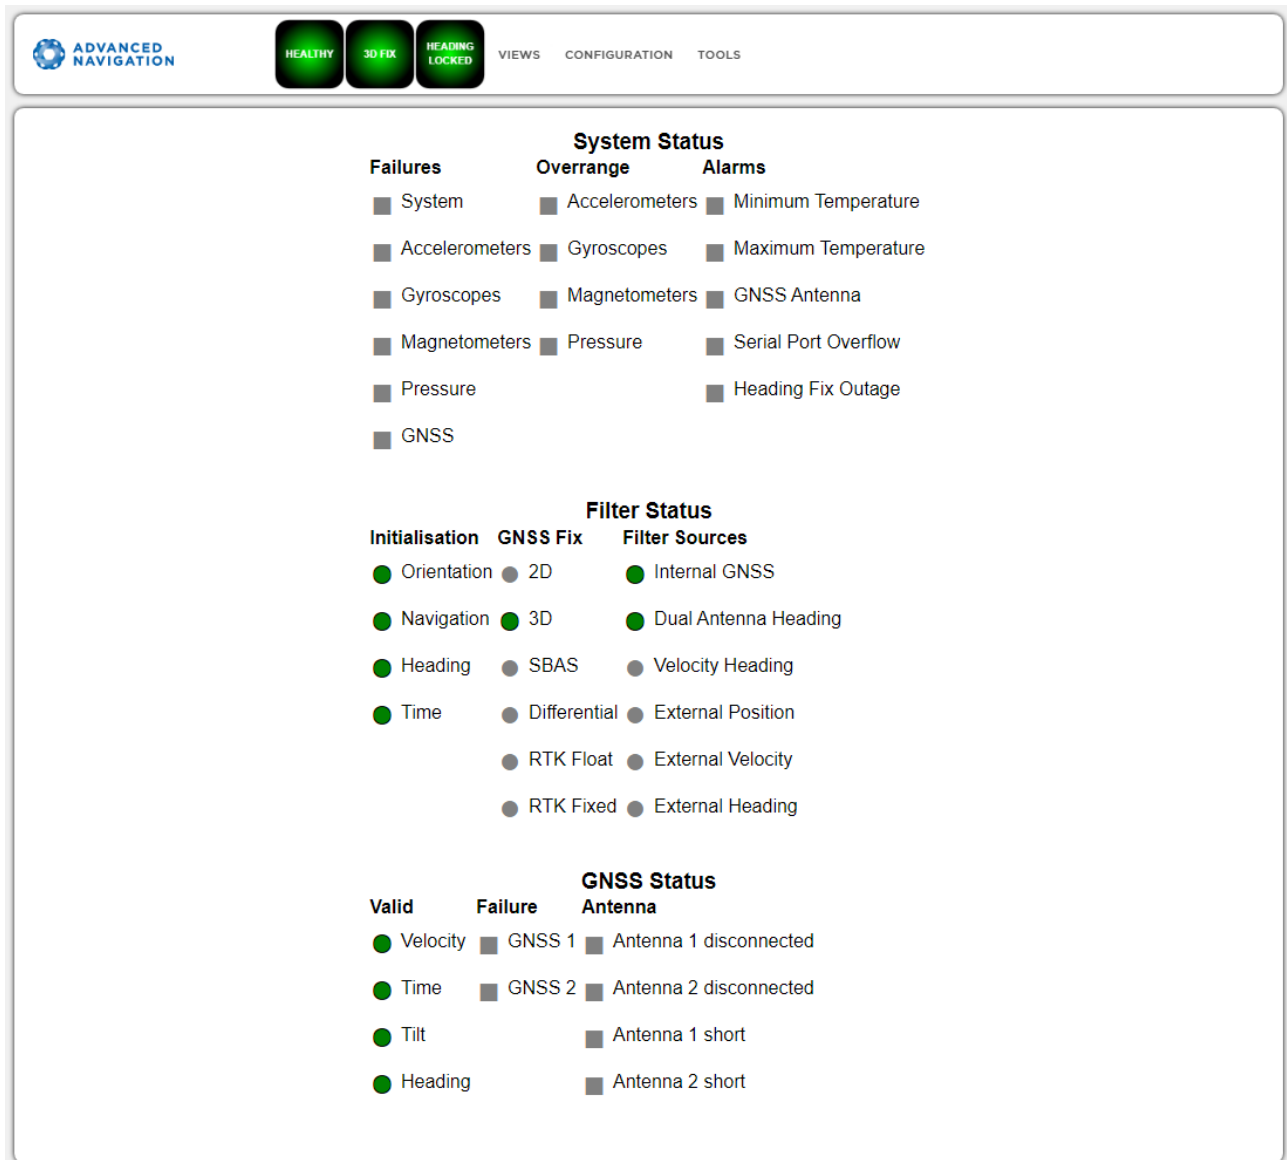 ADVANCED
NAVIGATION
HEALTHY
3D FIX
HEADING
LOCKED
VIEWS CONFIGURATION TOOLS
System Status
Failures Overrange Alarms
System Accelerometers Minimum Temperature
Accelerometers Gyroscopes Maximum Temperature
Gyroscopes Magnetometers GNSS Antenna
Magnetometers Pressure Serial Port Overflow
Pressure Heading Fix Outage
GNSS
Filter Status
Initialisation GNSS Fix Filter Sources
Orientation 2D Internal GNSS
Navigation 3D Dual Antenna Heading
Heading SBAS Velocity Heading
Time Differential External Position
RTK Float External Velocity
RTK Fixed External Heading
GNSS Status
Valid Failure Antenna
Velocity GNSS 1 Antenna 1 disconnected
Time GNSS 2 Antenna 2 disconnected
Tilt Antenna 1 short
Heading Antenna 2 short